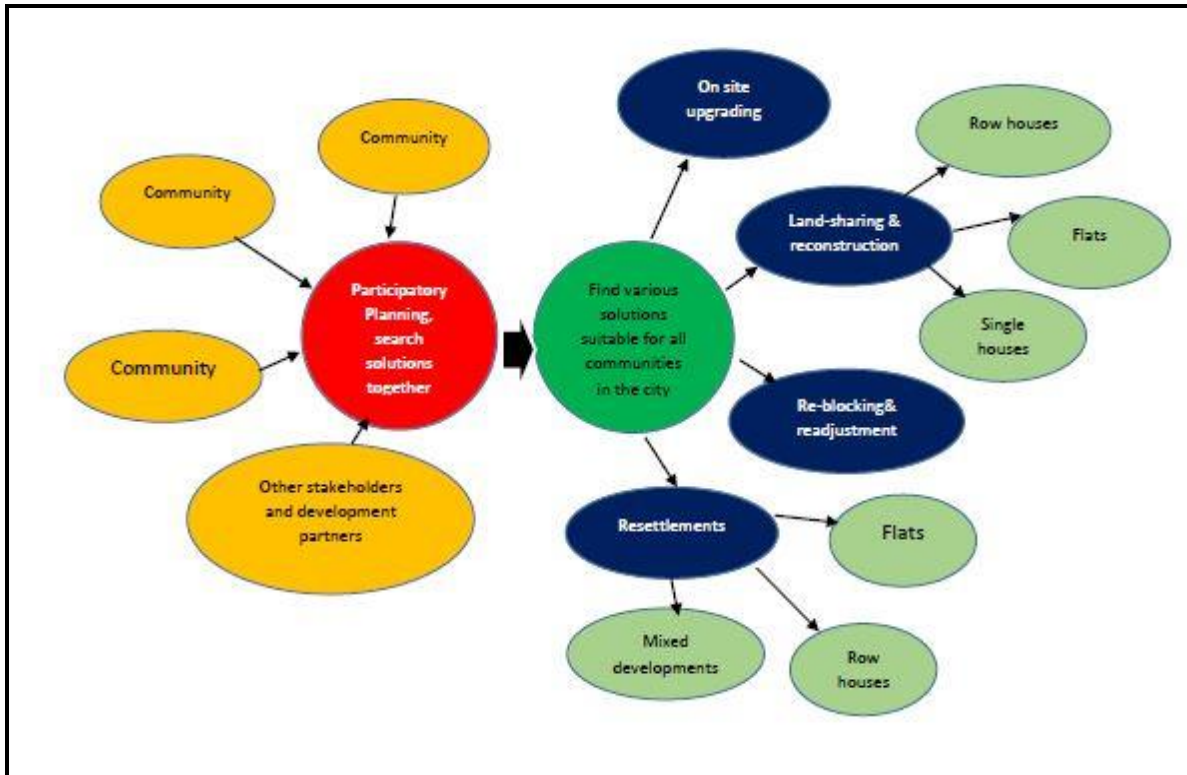 Community
Community
Community
Other stakeholders
and development
partners
Participatory
Planning,
search
solutions
together
Find various
solutions
suitable for all
communities
in the city
On site
upgrading
Land-sharing &
reconstruction
Row houses
Flats
Single
houses
Re-blocking&
readjustment
Resettlements
Flats
Row
houses
Mixed
developments